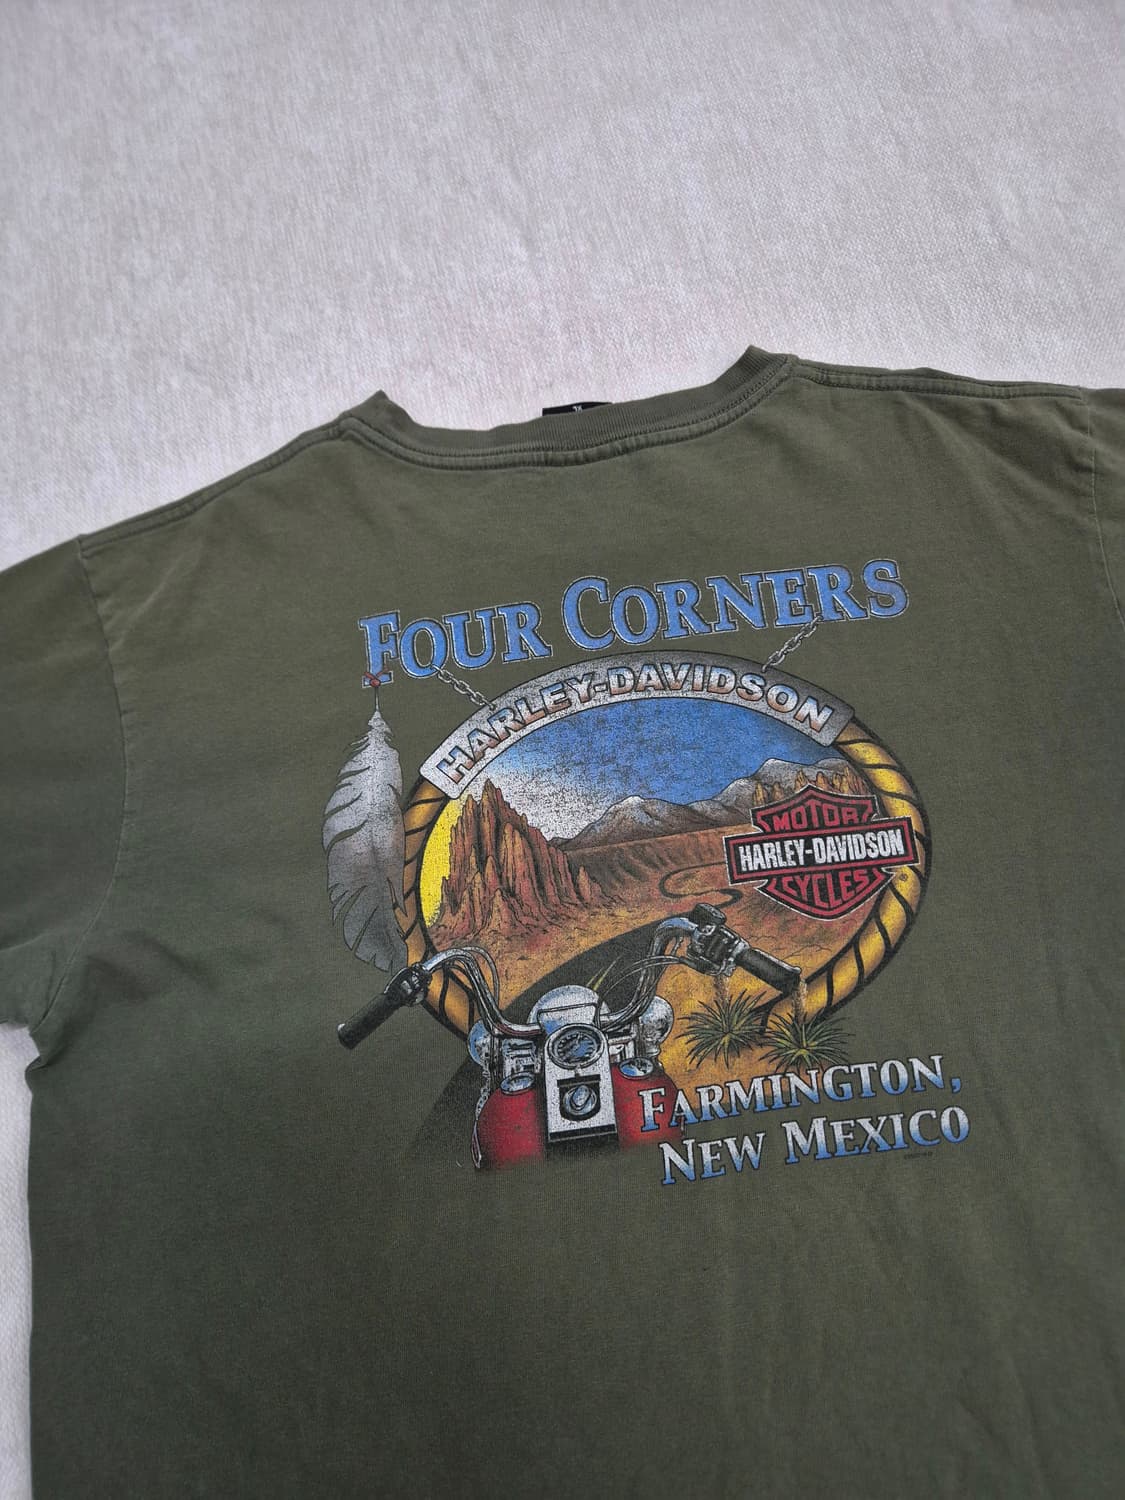 FOUR CORNERS
HARLEY-DAVIDSON
MOTOR
HARLEY-DAVIDSON
CYCLES
®
FARMINGTON,
NEW MEXICO